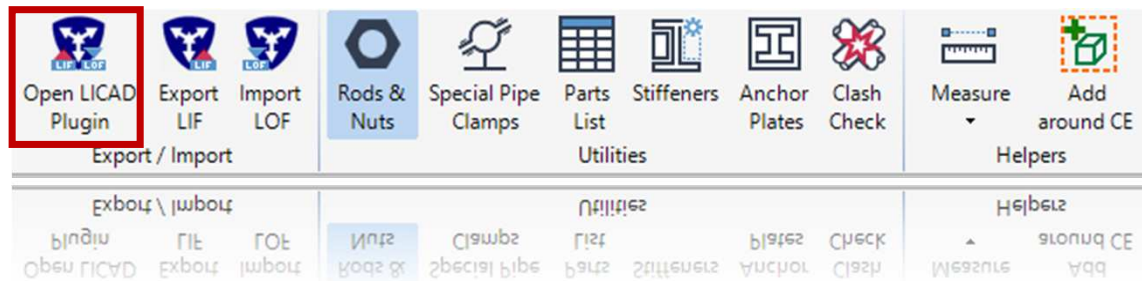 LIF LOF LIF LOF
Open LICAD Export Import Rods & Special Pipe Parts Stiffeners Anchor Clash Measure Add
Plugin LIF LOF Nuts Clamps List Plates Check around CE
Export / Import Utilities Helpers